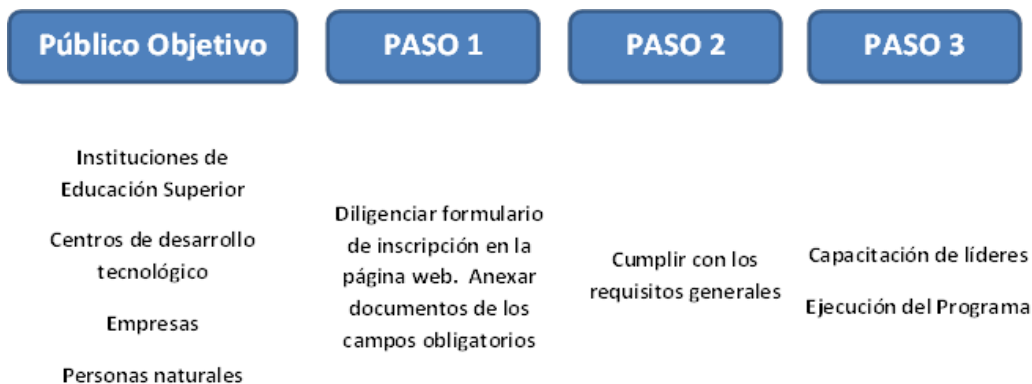 Público Objetivo
Instituciones de
Educación Superior
Centros de desarrollo
tecnológico
Empresas
Personas naturales
PASO 1
Diligenciar formulario
de inscripción en la
página web. Anexar
documentos de los
campos obligatorios
PASO 2
Cumplir con los
requisitos generales
PASO 3
Capacitación de líderes
Ejecución del Programa